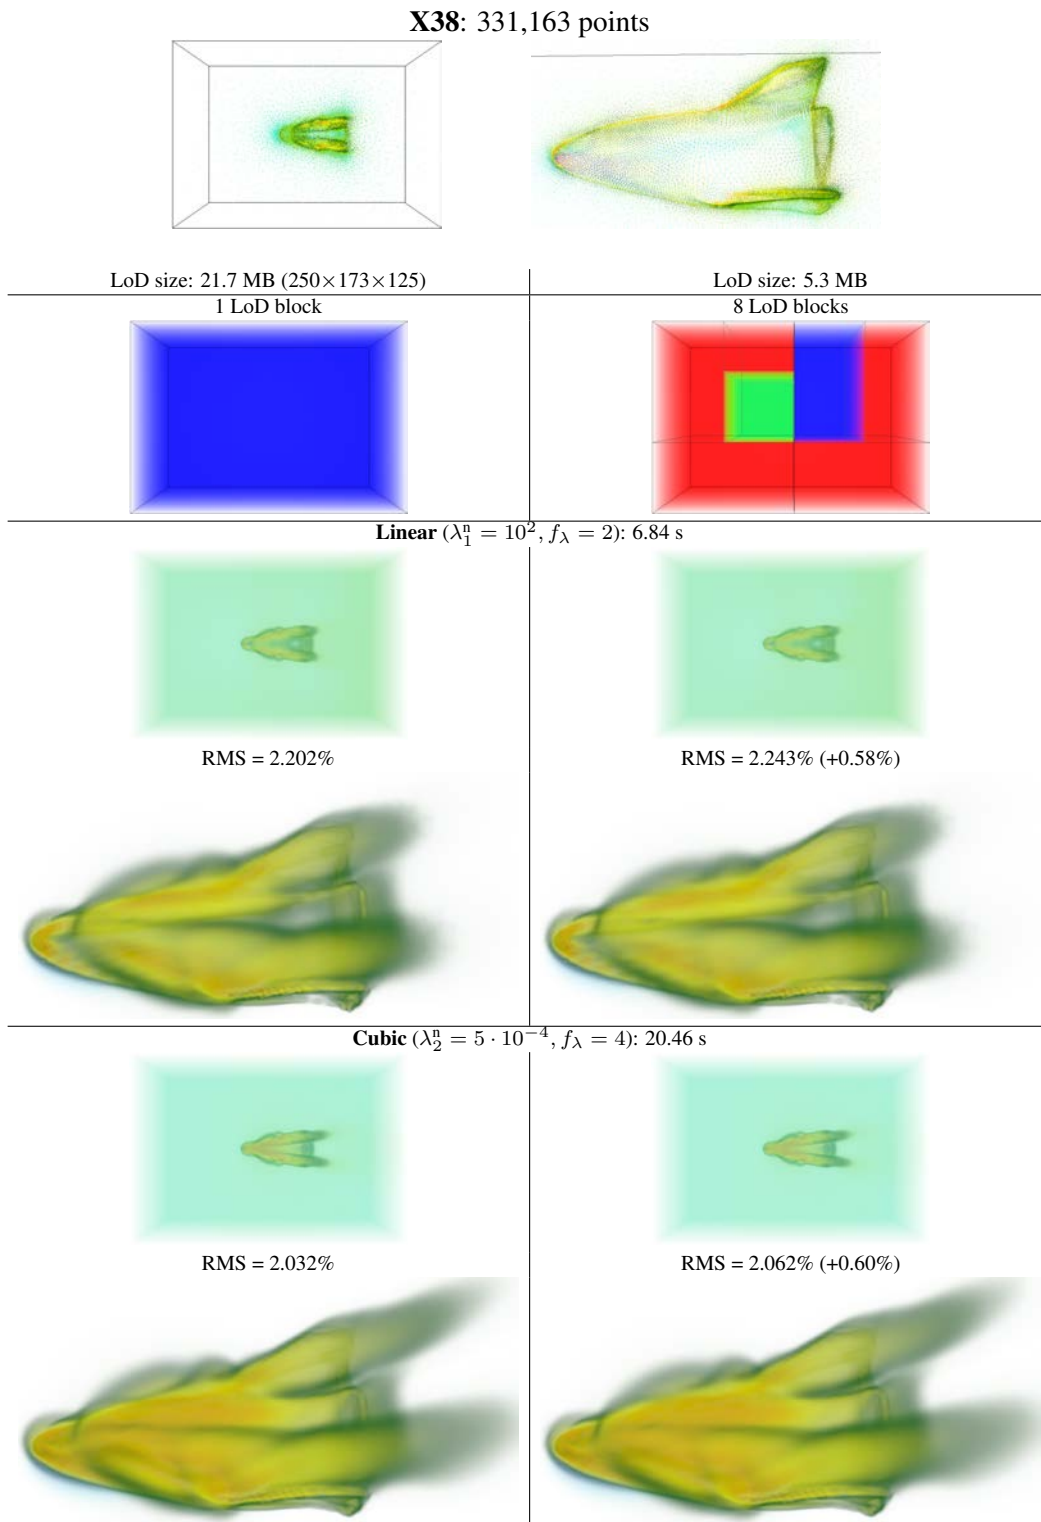 X38: 331,163 points
LoD size: 21.7 MB (250×173×125)
LoD size: 5.3 MB
1 LoD block
8 LoD blocks
Linear (λ₁ⁿ = 10², f_λ = 2): 6.84 s
RMS = 2.202%
RMS = 2.243% (+0.58%)
Cubic (λ₂ⁿ = 5 · 10⁻⁴, f_λ = 4): 20.46 s
RMS = 2.032%
RMS = 2.062% (+0.60%)